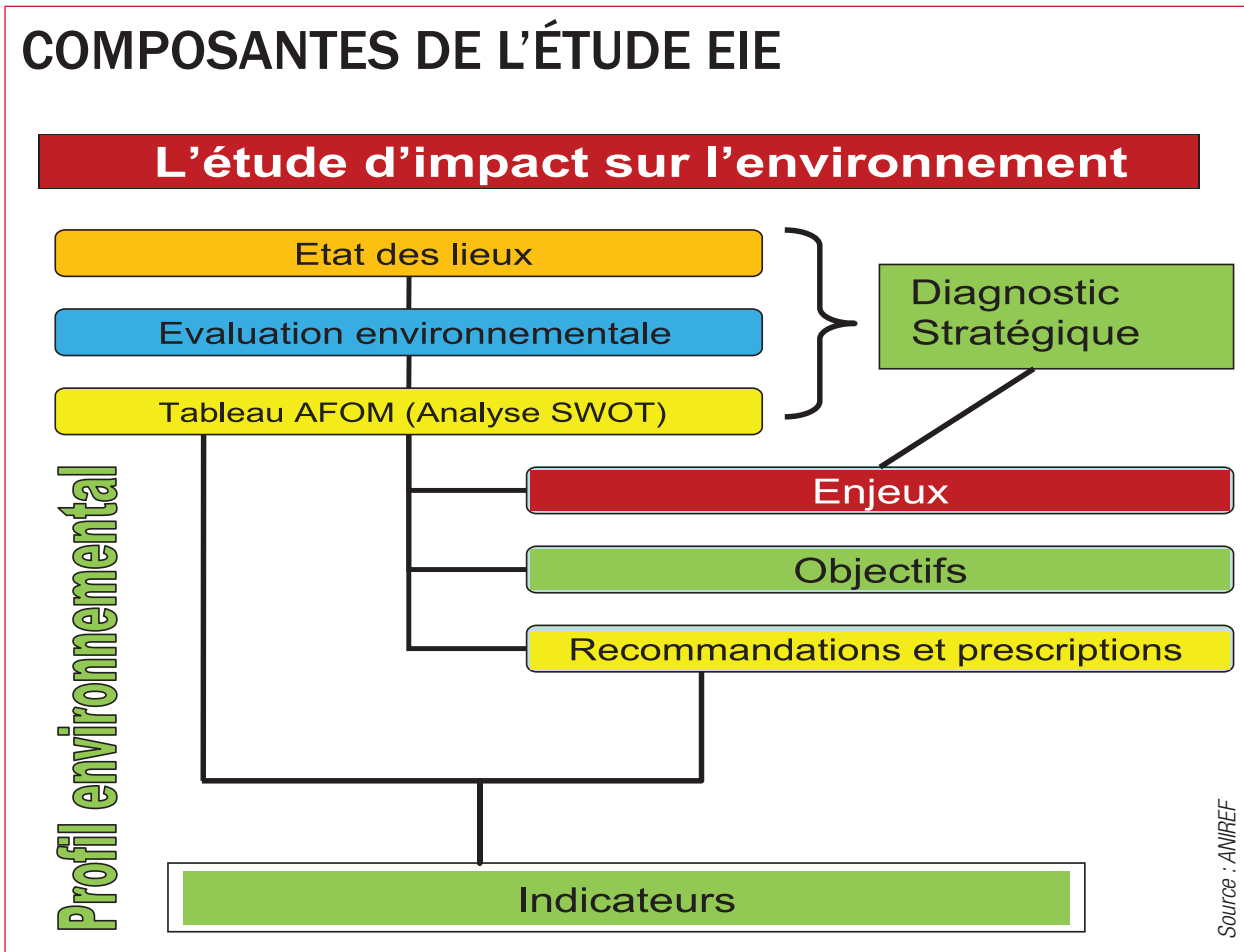 COMPOSANTES DE L'ÉTUDE EIE
L'étude d'impact sur l'environnement
Etat des lieux
Evaluation environnementale
Tableau AFOM (Analyse SWOT)
Diagnostic
Stratégique
Enjeux
Objectifs
Recommandations et prescriptions
Profil environnemental
Indicateurs
Source : ANIREF